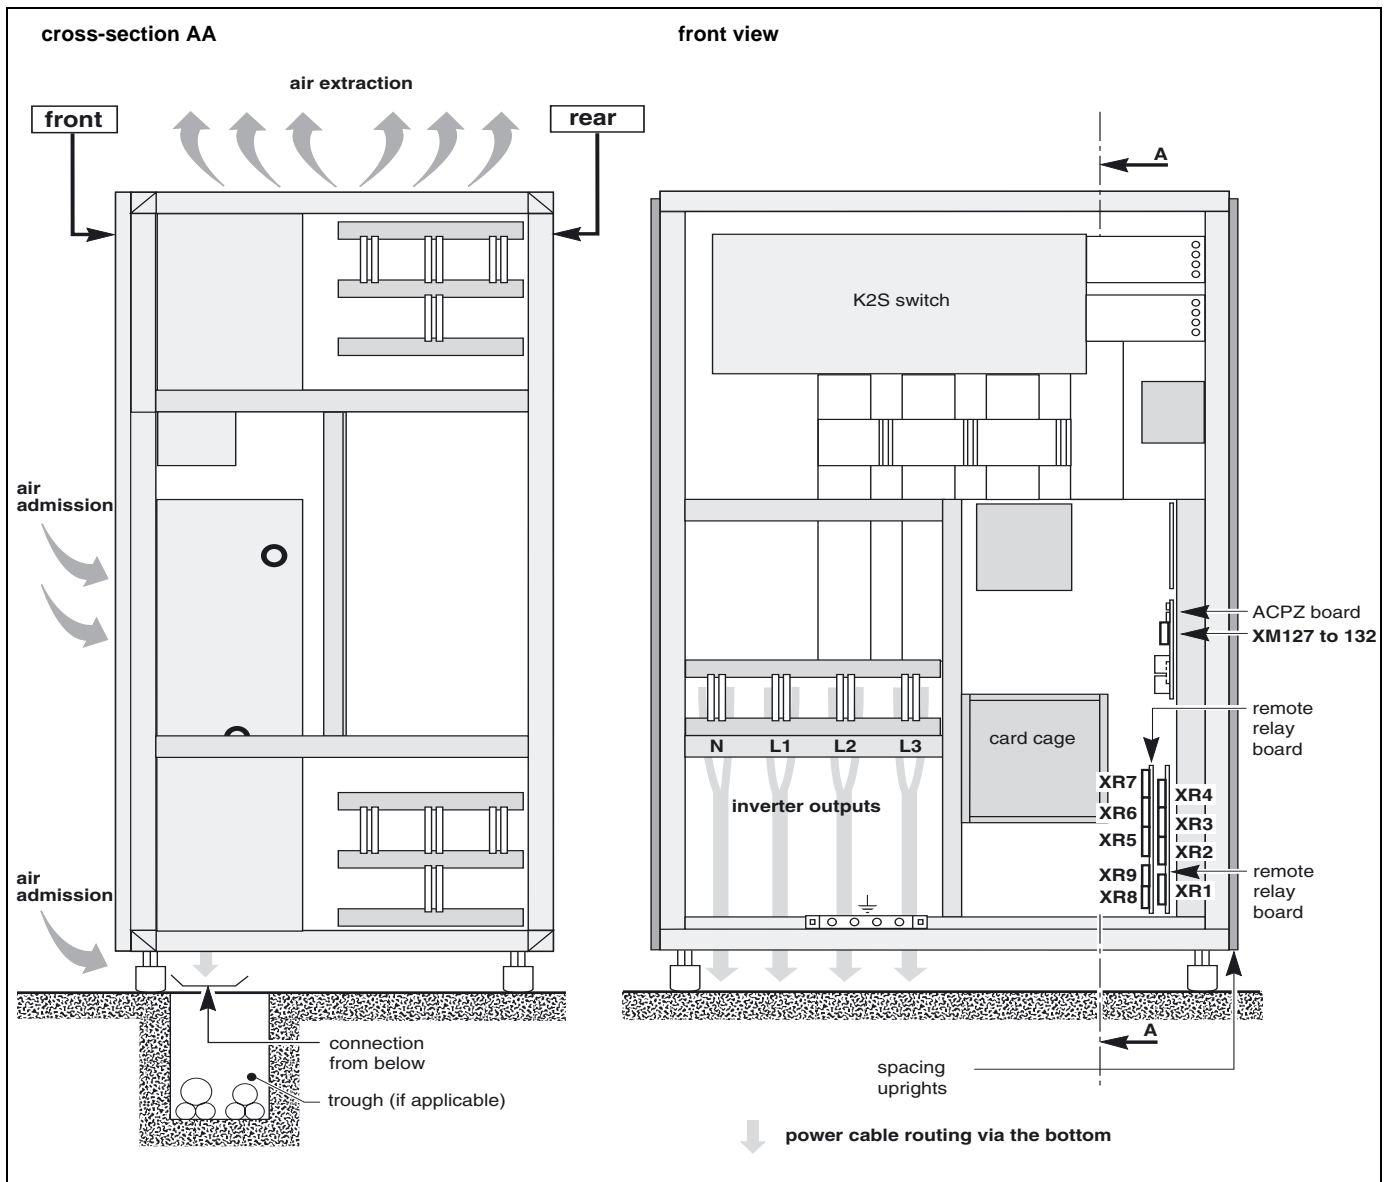 cross-section AA
front view
air extraction
front
rear
A
K2S switch
air
admission
ACPZ board
XM127 to 132
remote
relay
board
card cage
N L1 L2 L3
inverter outputs
XR7
XR6
XR5
XR9
XR8
XR4
XR3
XR2
XR1
remote
relay
board
air
admission
A
connection
from below
trough (if applicable)
spacing
uprights
power cable routing via the bottom